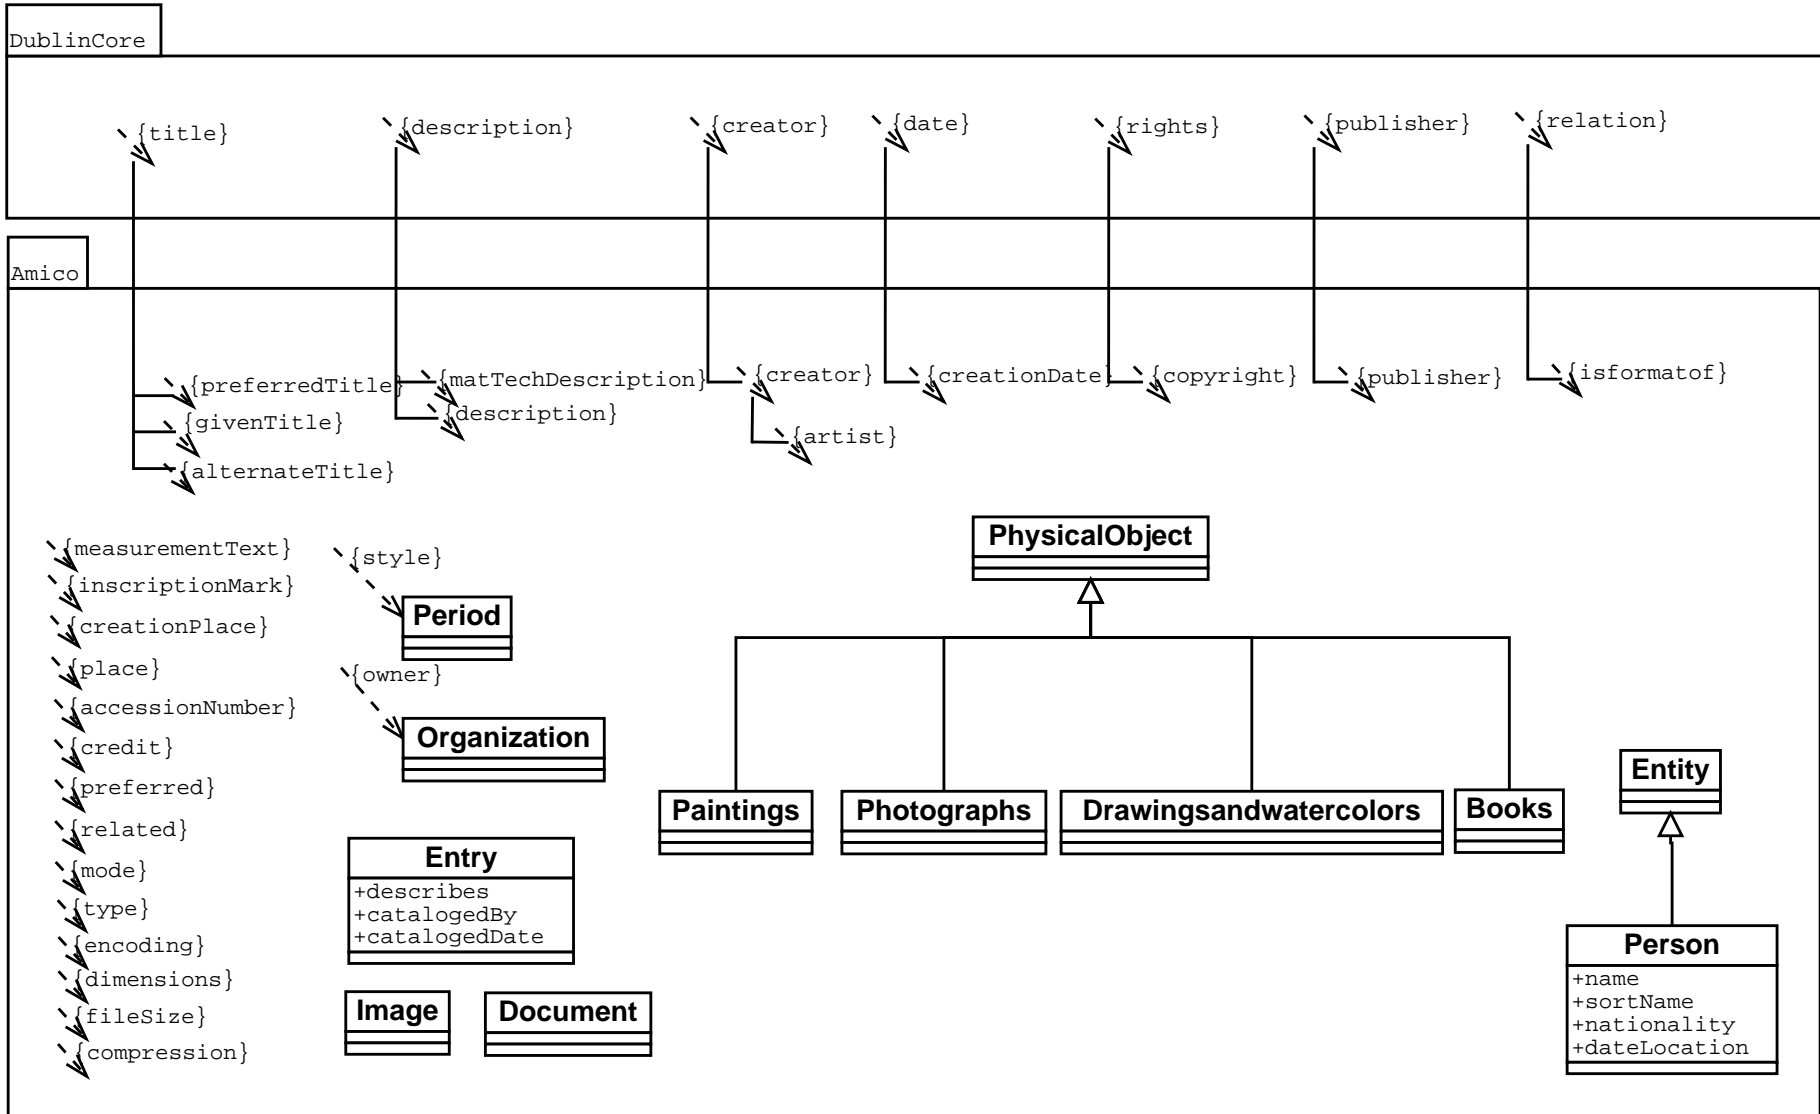 DublinCore
{title}
{description}
{creator}
{date}
{rights}
{publisher}
{relation}
Amico
{preferredTitle}
{givenTitle}
{alternateTitle}
{matTechDescription}
{description}
{creator}
{artist}
{creationDate}
{copyright}
{publisher}
{isformatof}
{measurementText}
{inscriptionMark}
{creationPlace}
{place}
{accessionNumber}
{credit}
{preferred}
{related}
{mode}
{type}
{encoding}
{dimensions}
{fileSize}
{compression}
{style}
Period
{owner}
Organization
Entry
+describes
+catalogedBy
+catalogedDate
Image
Document
PhysicalObject
Paintings
Photographs
Drawingsandwatercolors
Books
Entity
Person
+name
+sortName
+nationality
+dateLocation